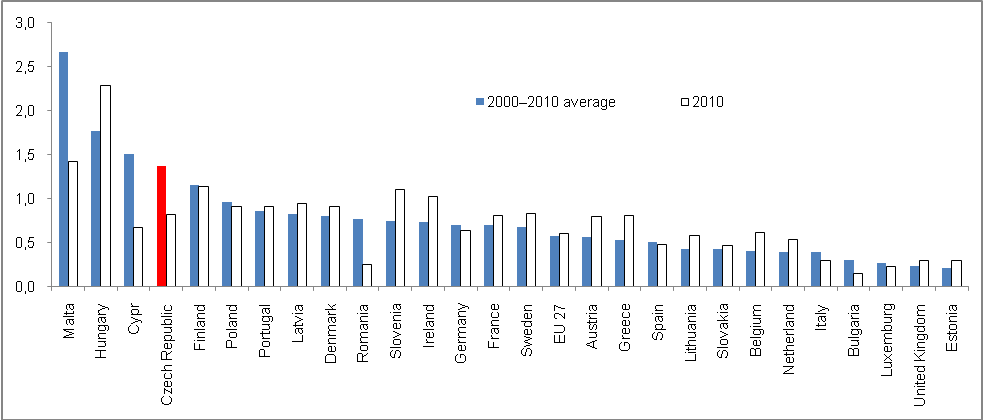 3,0
2,5
2,0
1,5
1,0
0,5
0,0
2000–2010 average
2010
Malta
Hungary
Cypr
Czech Republic
Finland
Poland
Portugal
Latvia
Denmark
Romania
Slovenia
Ireland
Germany
France
Sweden
EU 27
Austria
Greece
Spain
Lithuania
Slovakia
Belgium
Netherland
Italy
Bulgaria
Luxemburg
United Kingdom
Estonia